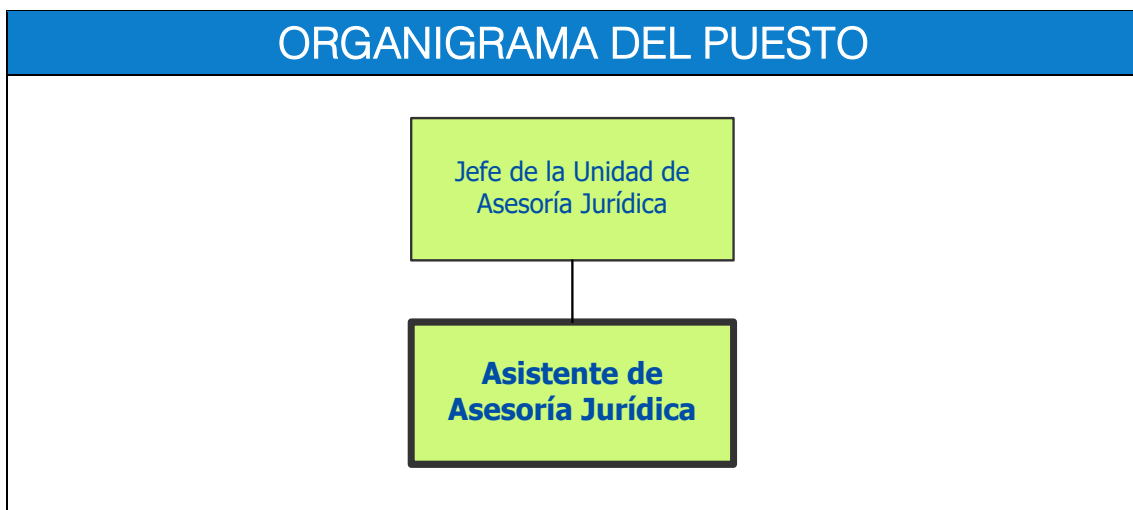 ORGANIGRAMA DEL PUESTO
Jefe de la Unidad de
Asesoría Jurídica
Asistente de
Asesoría Jurídica